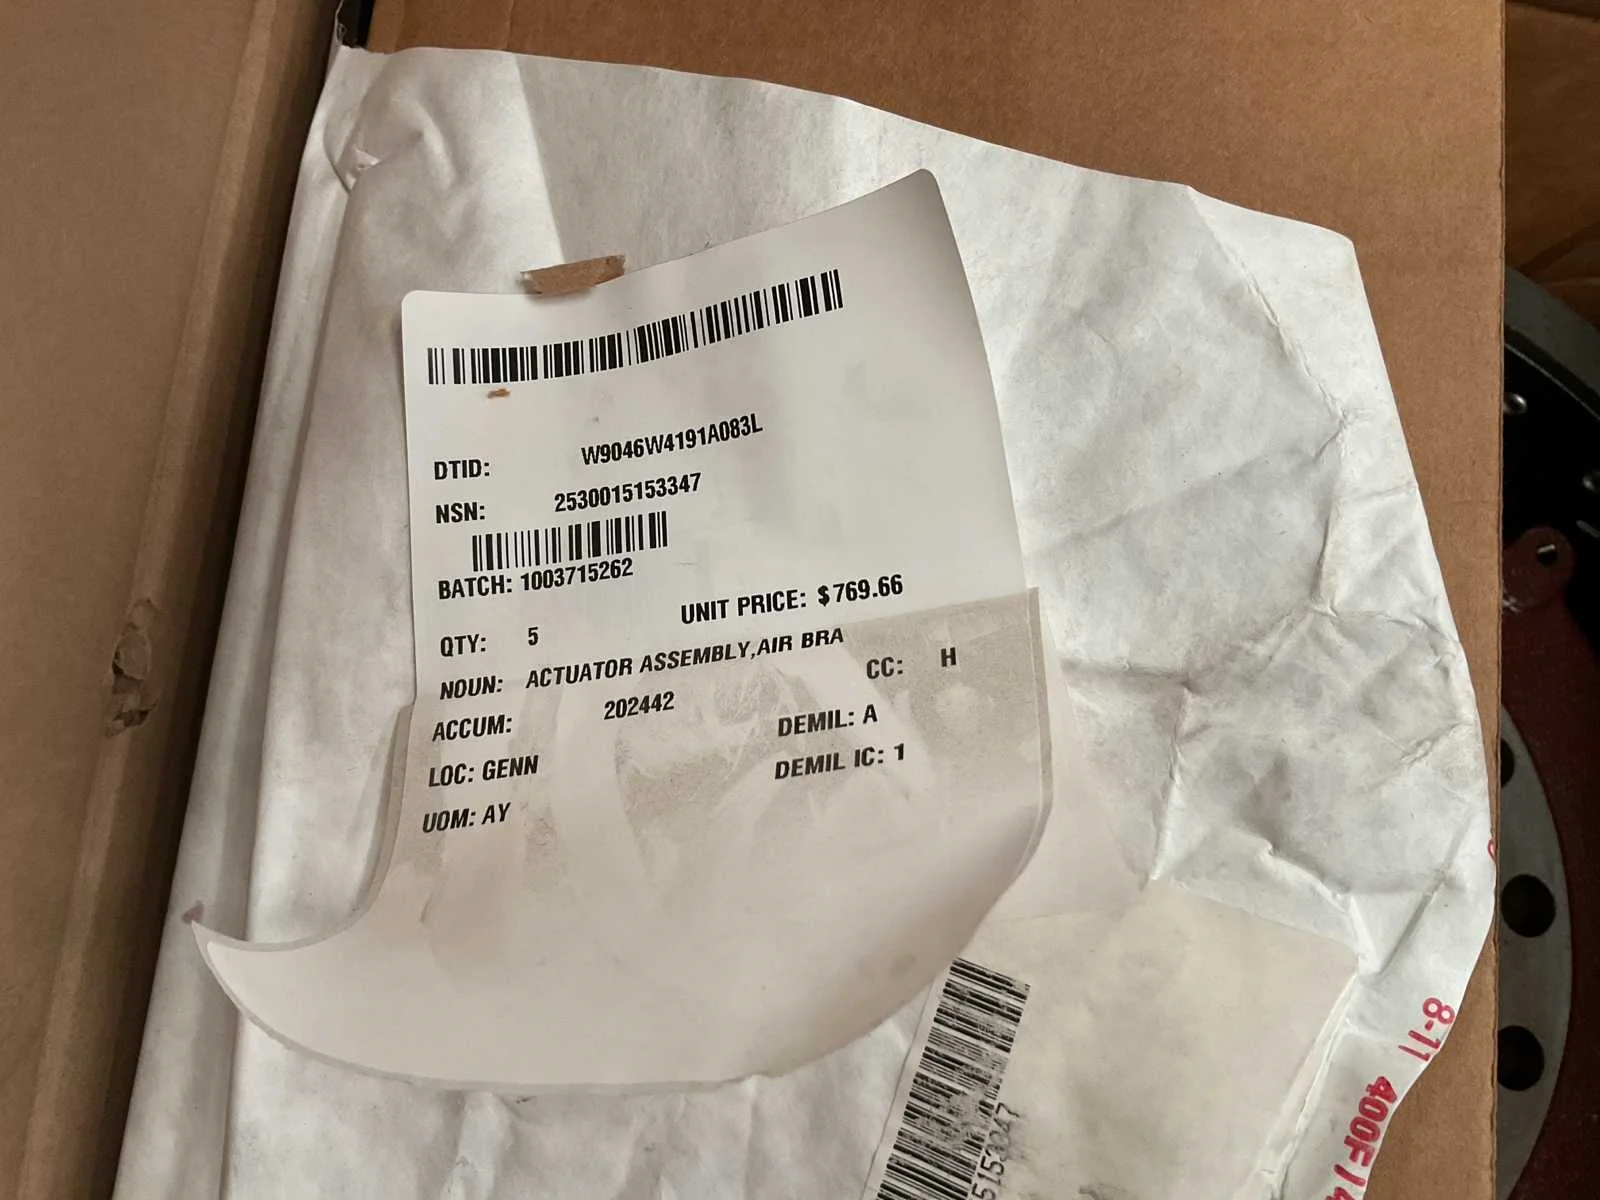 DTID: W9046W4191A083L
NSN: 2530015153347
BATCH: 1003715262
UNIT PRICE: $769.66
QTY: 5
NOUN: ACTUATOR ASSEMBLY,AIR BRA
CC: H
ACCUM: 202442
DEMIL: A
LOC: GENN
DEMIL IC: 1
UOM: AY
8-11 400F